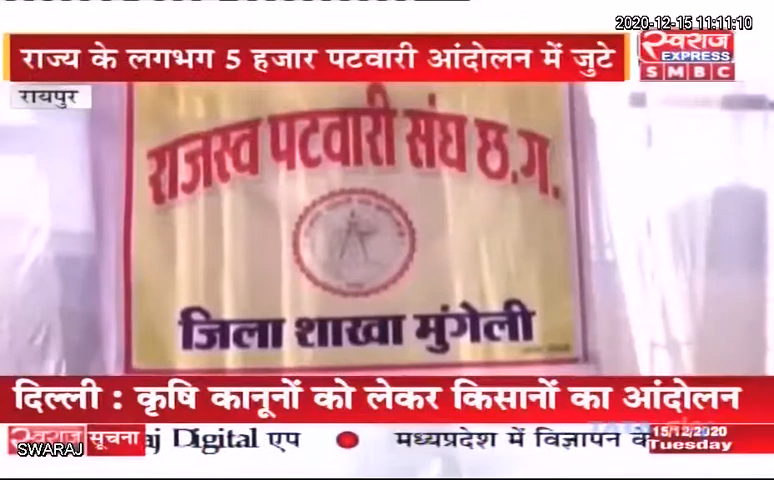 2020-12-15 11:11:10
राज्य के लगभग 5 हजार पटवारी आंदोलन में जुटे
स्वराज
EXPRESS
SMBC
रायपुर
राजस्व पटवारी संघ छ.ग.
जिला शाखा मुंगेली
दिल्ली : कृषि कानूनों को लेकर किसानों का आंदोलन
स्वराज सूचना
SWARAJ
aj Digital एप
मध्यप्रदेश में विज्ञापन के
15/12/2020
Tuesday